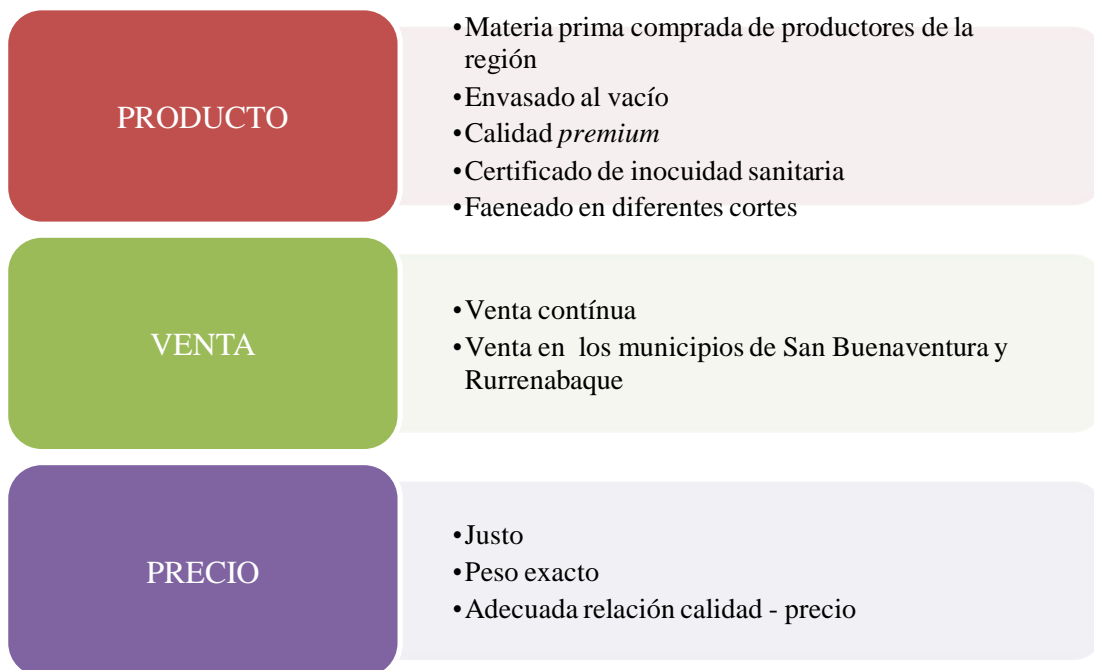 PRODUCTO
•Materia prima comprada de productores de la
región
•Envasado al vacío
•Calidad premium
•Certificado de inocuidad sanitaria
•Faeneado en diferentes cortes
VENTA
•Venta contínua
•Venta en  los municipios de San Buenaventura y
Rurrenabaque
PRECIO
•Justo
•Peso exacto
•Adecuada relación calidad - precio